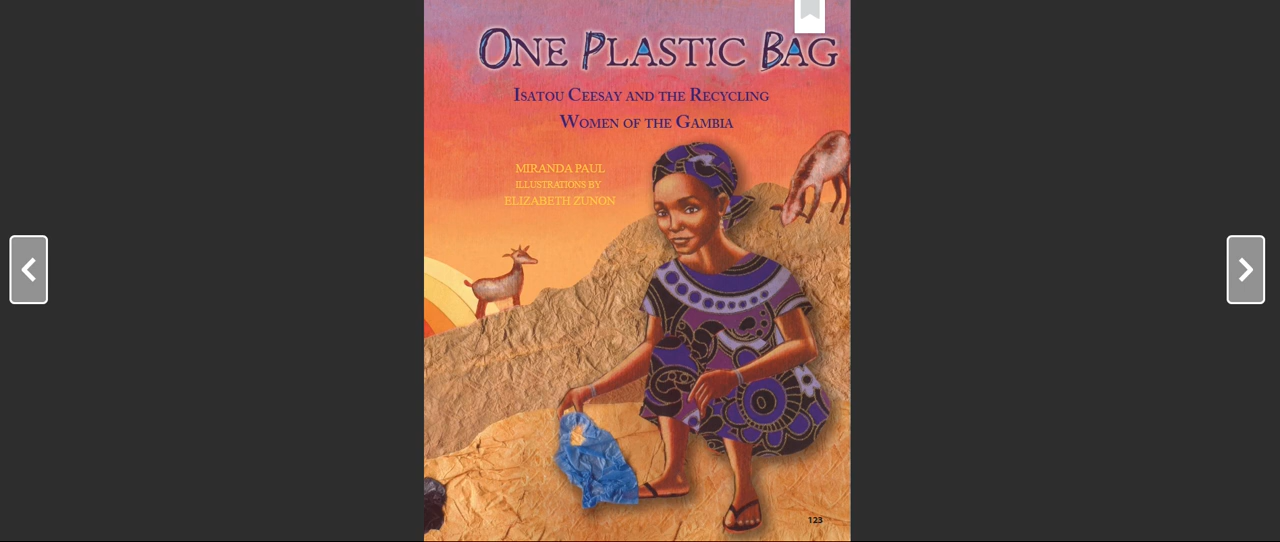 ONE PLASTIC BAG
ISATOU CEESAY AND THE RECYCLING
WOMEN OF THE GAMBIA
MIRANDA PAUL
ILLUSTRATIONS BY
ELIZABETH ZUNON
123